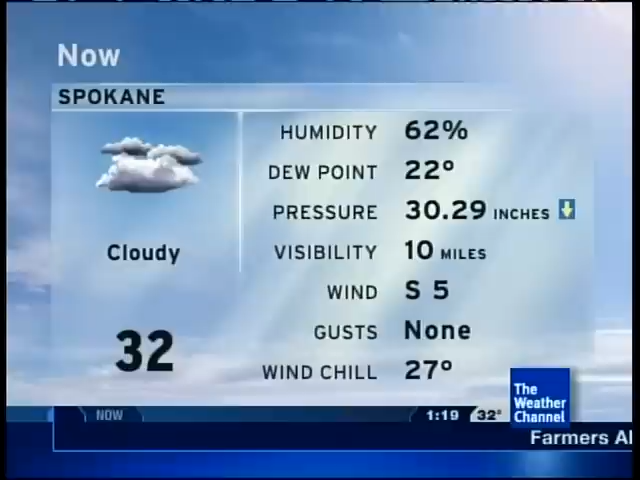 Now
SPOKANE
Cloudy
32
HUMIDITY 62%
DEW POINT 22°
PRESSURE 30.29 INCHES
VISIBILITY 10 MILES
WIND S 5
GUSTS None
WIND CHILL 27°
The
Weather
Channel
NOW 1:19 32°
Farmers Al